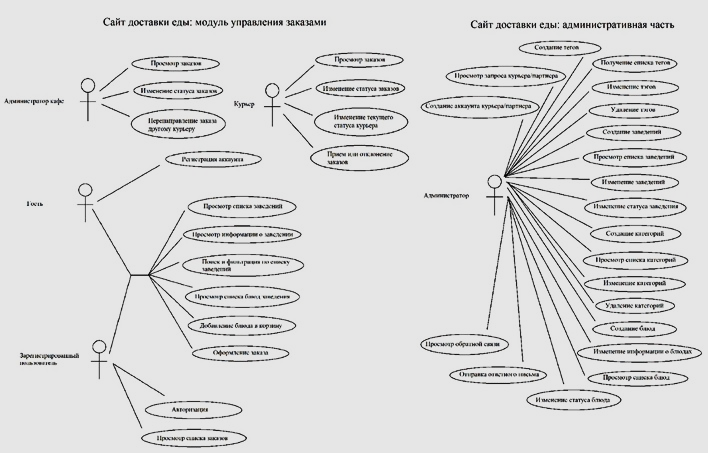 Сайт доставки еды: модуль управления заказами
Просмотр заказов
Изменение статуса заказов
Администратор кафе
Перенаправление заказа
другому курьеру
Просмотр заказов
Изменение статуса заказов
Курьер
Изменение текущего
статуса курьера
Прием или отклонение
заказов
Регистрация аккаунта
Гость
Просмотр списка заведений
Просмотр информации о заведении
Поиск и фильтрация по списку
заведений
Просмотр списка блюд заведения
Добавление блюда в корзину
Оформление заказа
Зарегистрированный
пользователь
Авторизация
Просмотр списка заказов
Сайт доставки еды: административная часть
Создание тегов
Получение списка тегов
Просмотр запроса курьера/партнера
Изменение тэгов
Создание аккаунта курьера/партнера
Удаление тэгов
Создание заведений
Просмотр списка заведений
Изменение заведений
Администратор
Изменение статуса заведения
Создание категорий
Просмотр списка категорий
Изменение категорий
Удаление категорий
Создание блюд
Просмотр обратной связи
Изменение информации о блюдах
Отправка ответного письма
Просмотр списка блюд
Изменение статуса блюда